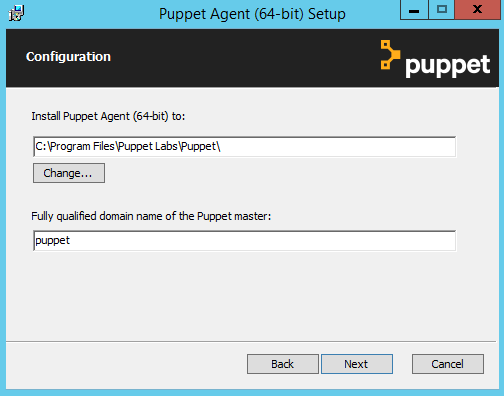 Puppet Agent (64-bit) Setup
Configuration
puppet
Install Puppet Agent (64-bit) to:
C:\Program Files\Puppet Labs\Puppet\
Change...
Fully qualified domain name of the Puppet master:
puppet
Back Next Cancel